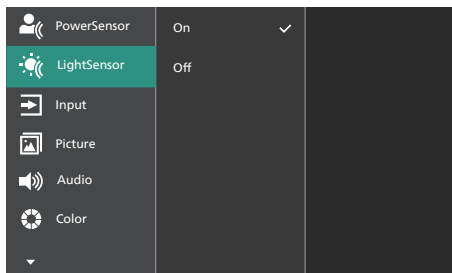 PowerSensor
On
LightSensor
Off
Input
Picture
Audio
Color